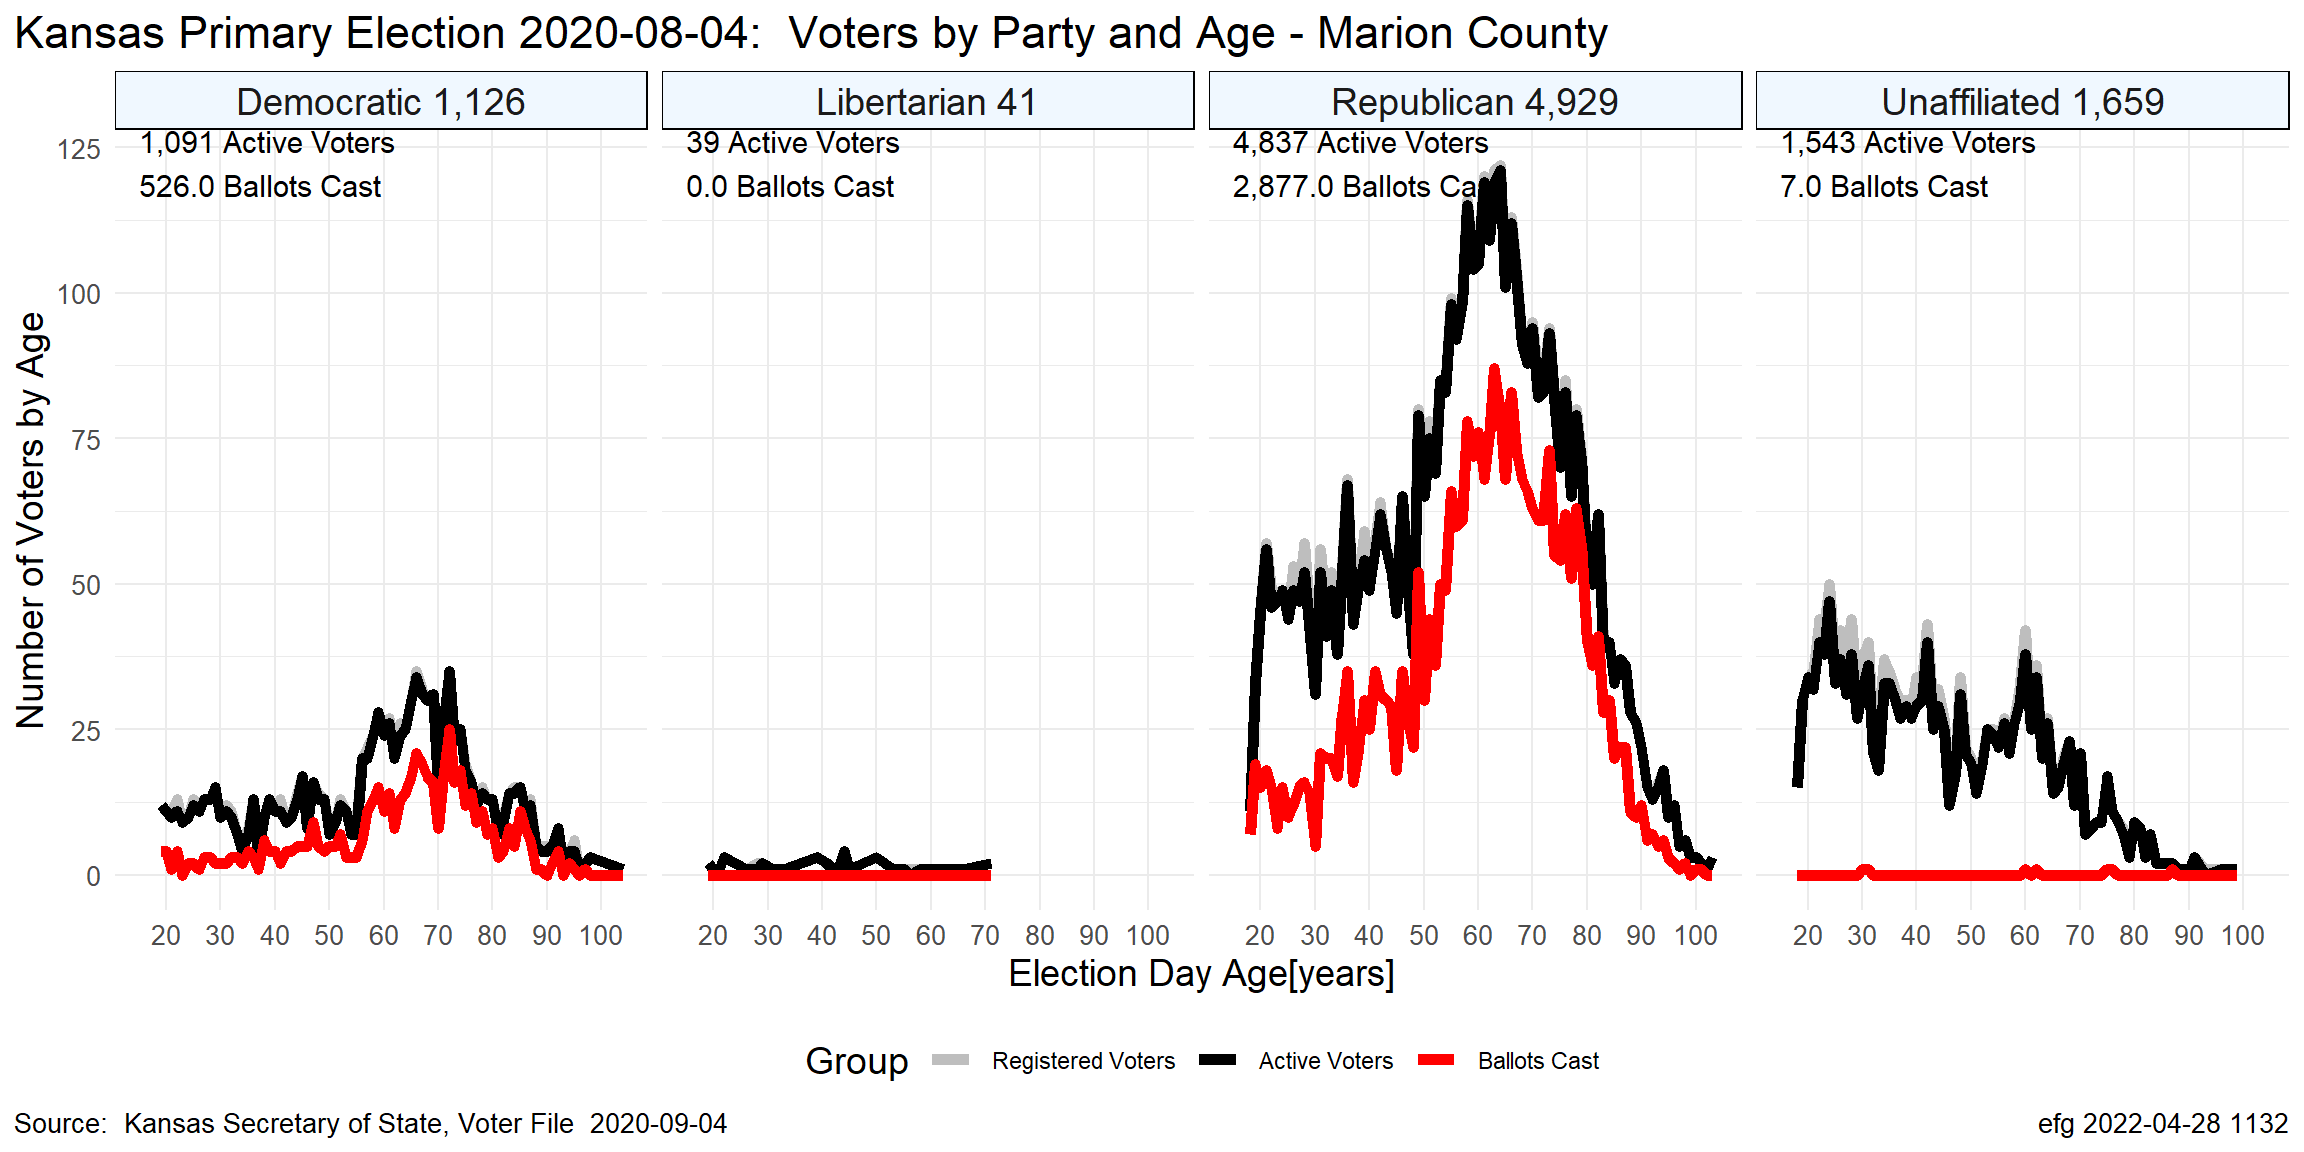 Kansas Primary Election 2020-08-04:  Voters by Party and Age - Marion County
Democratic 1,126
Libertarian 41
Republican 4,929
Unaffiliated 1,659
1,091 Active Voters
526.0 Ballots Cast
39 Active Voters
0.0 Ballots Cast
4,837 Active Voters
2,877.0 Ballots Ca
1,543 Active Voters
7.0 Ballots Cast
Number of Voters by Age
125
100
75
50
25
0
20 30 40 50 60 70 80 90 100
20 30 40 50 60 70 80 90 100
20 30 40 50 60 70 80 90 100
20 30 40 50 60 70 80 90 100
Election Day Age[years]
Group Registered Voters Active Voters Ballots Cast
Source:  Kansas Secretary of State, Voter File  2020-09-04
efg 2022-04-28 1132